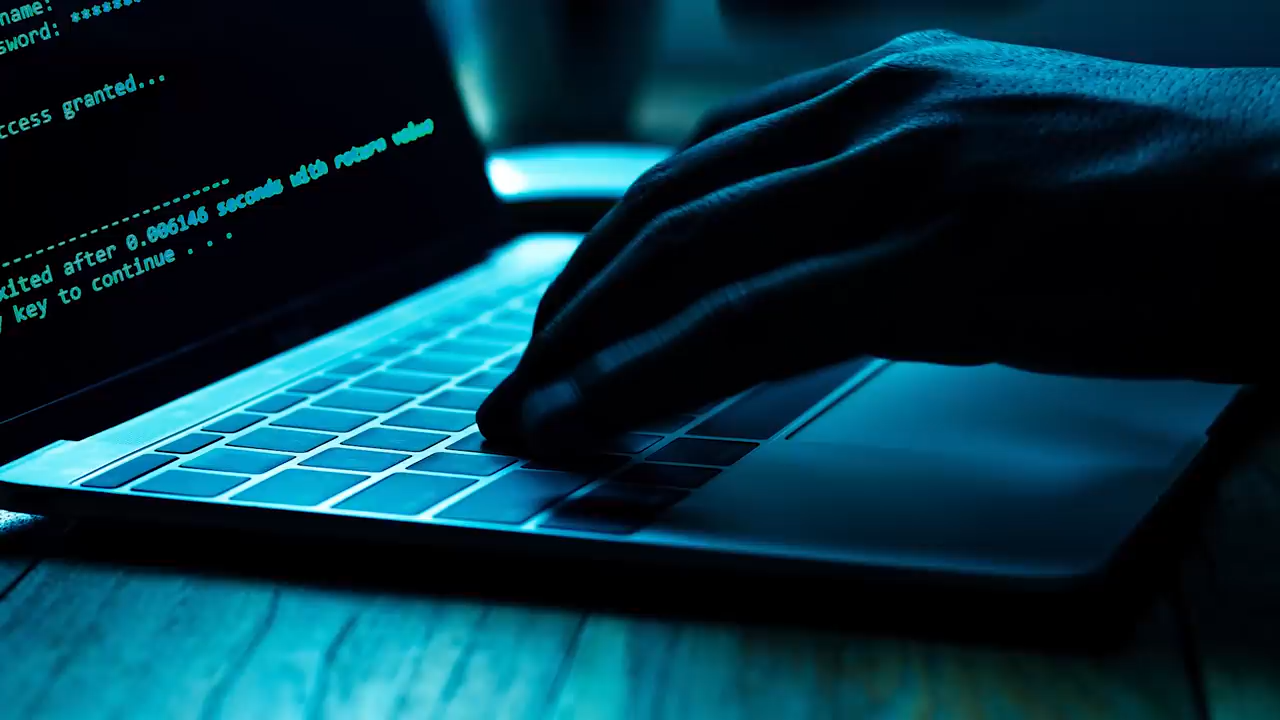 name: *******
sword: 
ccess granted...
--------------------
xited after 0.006146 seconds with return value
y key to continue . . .